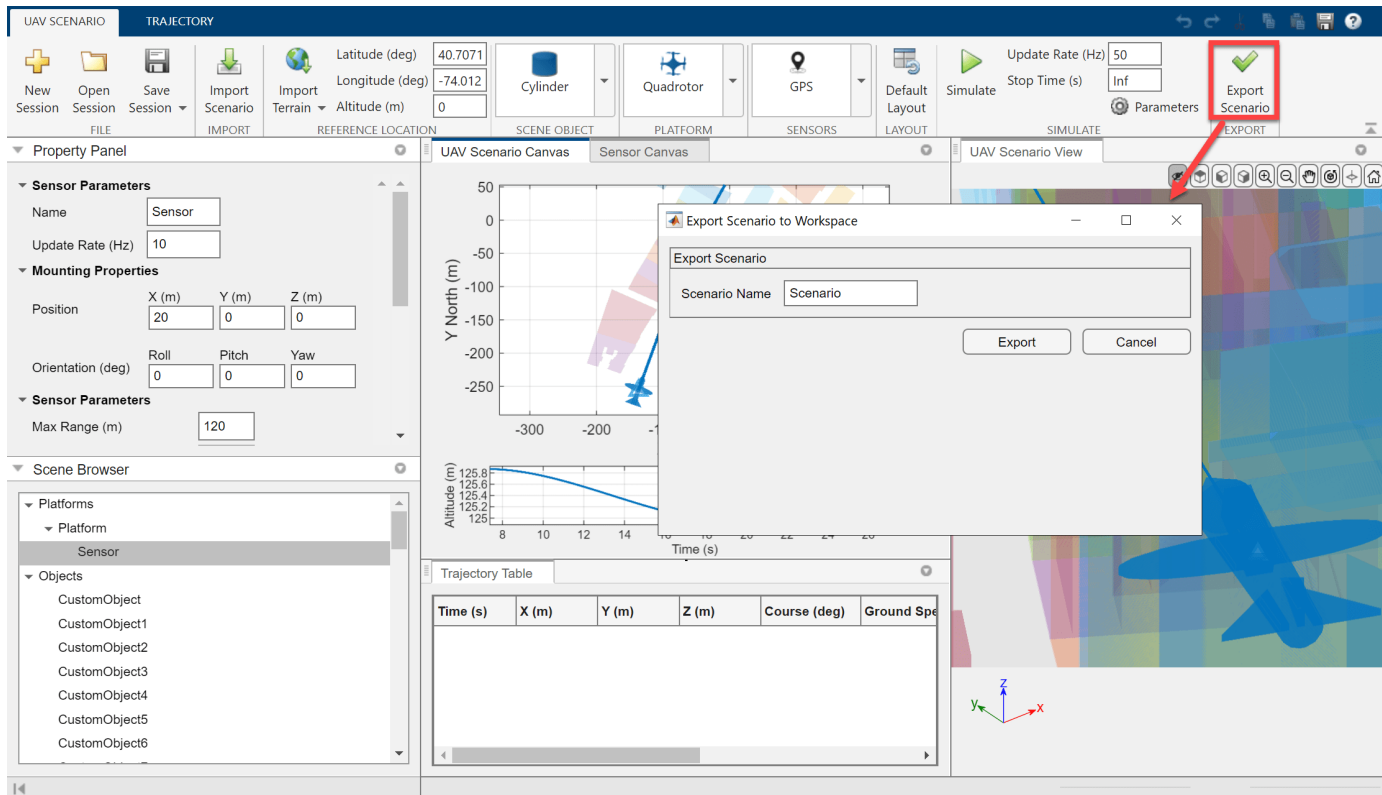 UAV SCENARIO
TRAJECTORY
New Session
Open Session
Save Session
FILE
Import Scenario
IMPORT
Import Terrain
Latitude (deg) 40.7071
Longitude (deg) -74.012
Altitude (m) 0
REFERENCE LOCATION
Cylinder
SCENE OBJECT
Quadrotor
PLATFORM
GPS
SENSORS
Default Layout
LAYOUT
Simulate
Update Rate (Hz) 50
Stop Time (s) Inf
Parameters
SIMULATE
Export Scenario
EXPORT
Property Panel
Sensor Parameters
Name Sensor
Update Rate (Hz) 10
Mounting Properties
X (m) Y (m) Z (m)
Position 20 0 0
Roll Pitch Yaw
Orientation (deg) 0 0 0
Sensor Parameters
Max Range (m) 120
Scene Browser
Platforms
Platform
Sensor
Objects
CustomObject
CustomObject1
CustomObject2
CustomObject3
CustomObject4
CustomObject5
CustomObject6
UAV Scenario Canvas
Sensor Canvas
Y North (m)
50
0
-50
-100
-150
-200
-250
-300 -200
Altitude (m)
125.8
125.6
125.4
125.2
125
8 10 12 14
Time (s)
Trajectory Table
Time (s) X (m) Y (m) Z (m) Course (deg) Ground Spe
Export Scenario to Workspace
Export Scenario
Scenario Name Scenario
Export Cancel
UAV Scenario View
z
y
x